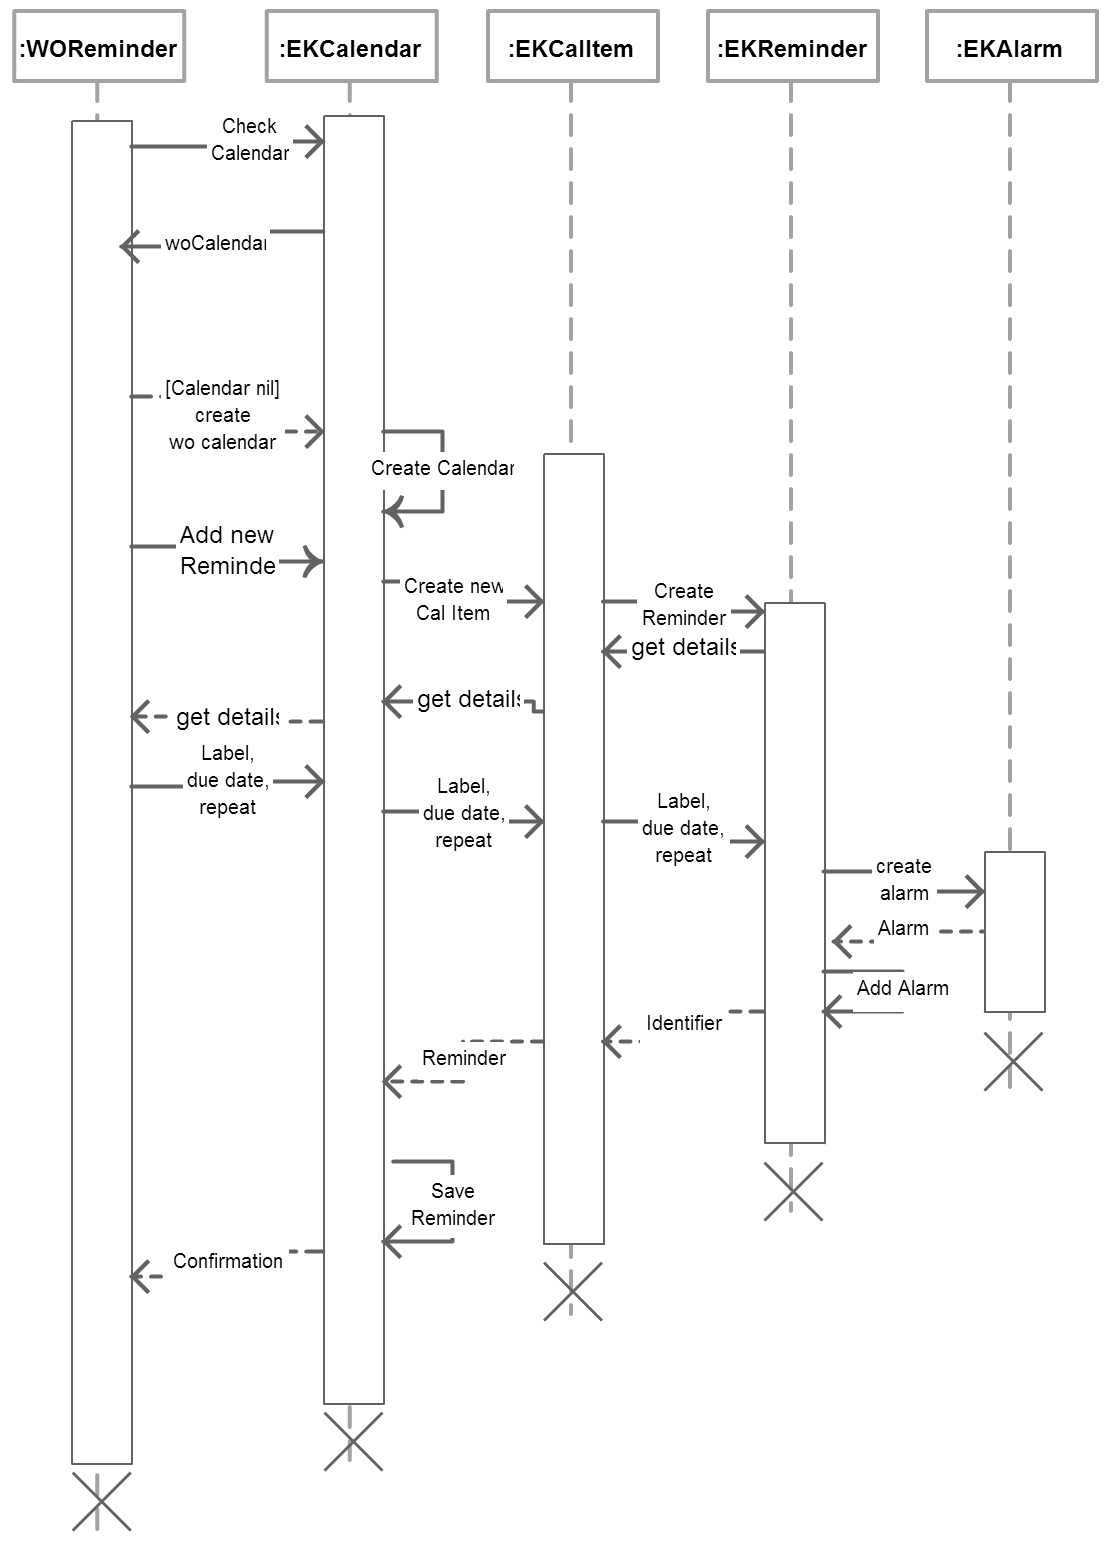 :WOReminder
:EKCalendar
:EKCalItem
:EKReminder
:EKAlarm
Check
Calendar
woCalendar
[Calendar nil]
create
wo calendar
Create Calendar
Add new
Reminde
Create new
Cal Item
Create
Reminder
get details
get details
get details
Label,
due date,
repeat
Label,
due date,
repeat
Label,
due date,
repeat
create
alarm
Alarm
Add Alarm
Identifier
Reminder
Save
Reminder
Confirmation